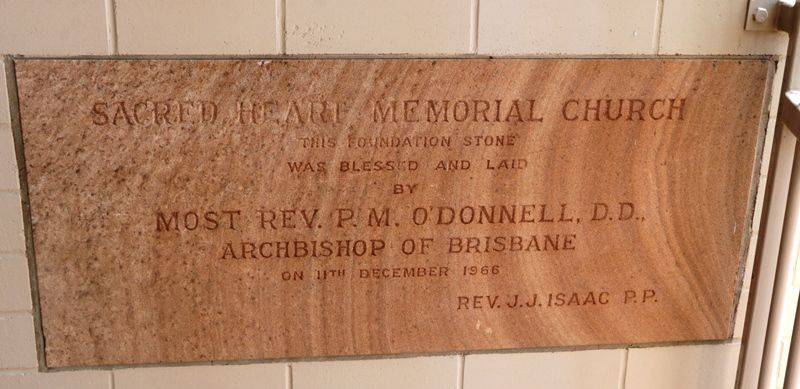 SACRED HEART MEMORIAL CHURCH
THIS FOUNDATION STONE
WAS BLESSED AND LAID
BY
MOST REV. P. M. O'DONNELL, D.D.,
ARCHBISHOP OF BRISBANE
ON 11TH DECEMBER 1966
REV. J. J. ISAAC P.P.